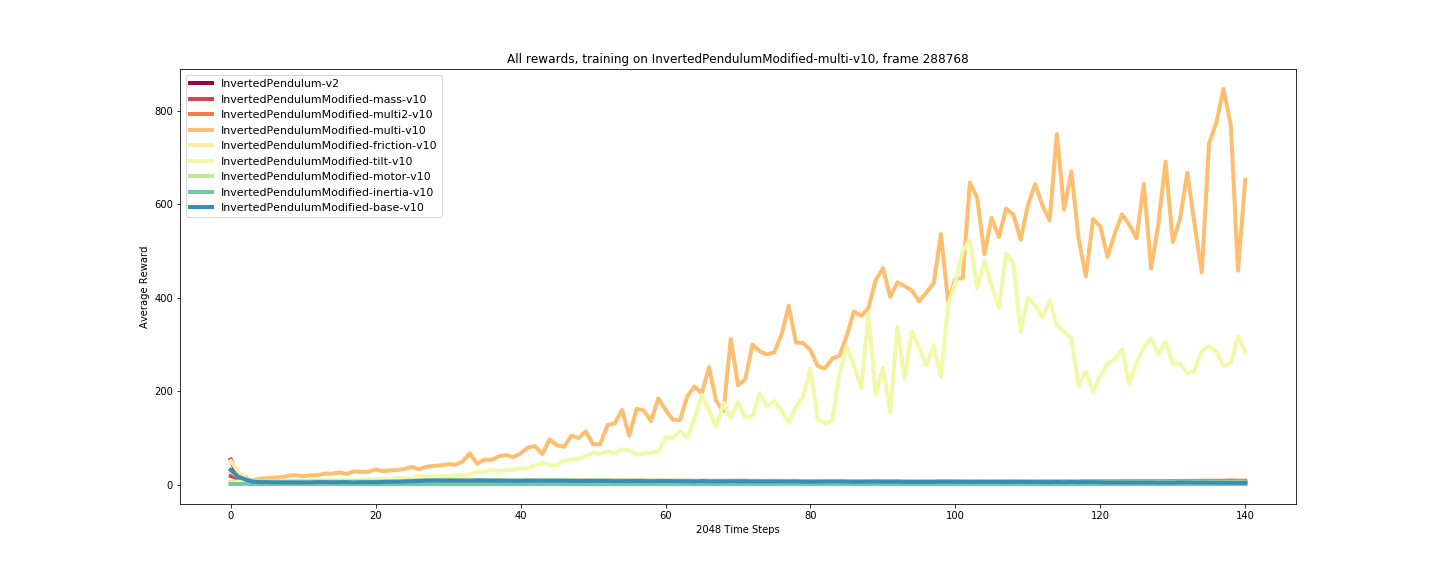 All rewards, training on InvertedPendulumModified-multi-v10, frame 288768
InvertedPendulum-v2
InvertedPendulumModified-mass-v10
InvertedPendulumModified-multi2-v10
InvertedPendulumModified-multi-v10
InvertedPendulumModified-friction-v10
InvertedPendulumModified-tilt-v10
InvertedPendulumModified-motor-v10
InvertedPendulumModified-inertia-v10
InvertedPendulumModified-base-v10
Average Reward
800
600
400
200
0
0 20 40 60 80 100 120 140
2048 Time Steps